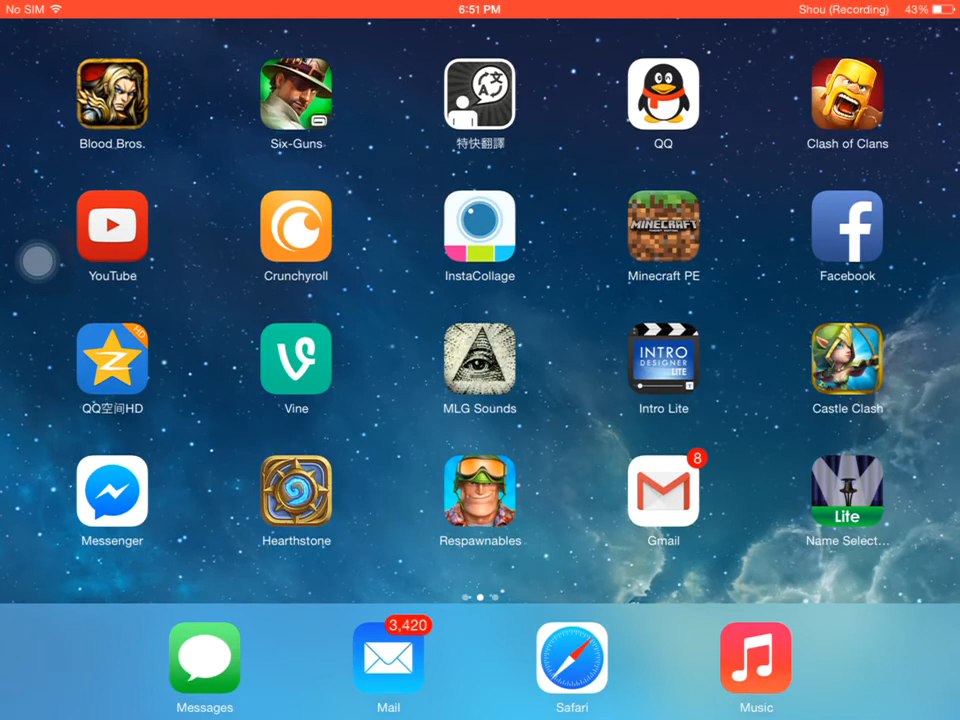 No SIM 6:51 PM Shou (Recording) 43%
Blood Bros. Six-Guns 特快翻譯 QQ Clash of Clans
文
A
MINECRAFT
YouTube Crunchyroll InstaCollage Minecraft PE Facebook
HD
Z
INTRO
DESIGNER
LITE
QQ空间HD Vine MLG Sounds Intro Lite Castle Clash
8
Lite
Messenger Hearthstone Respawnables Gmail Name Select...
3,420
Messages Mail Safari Music